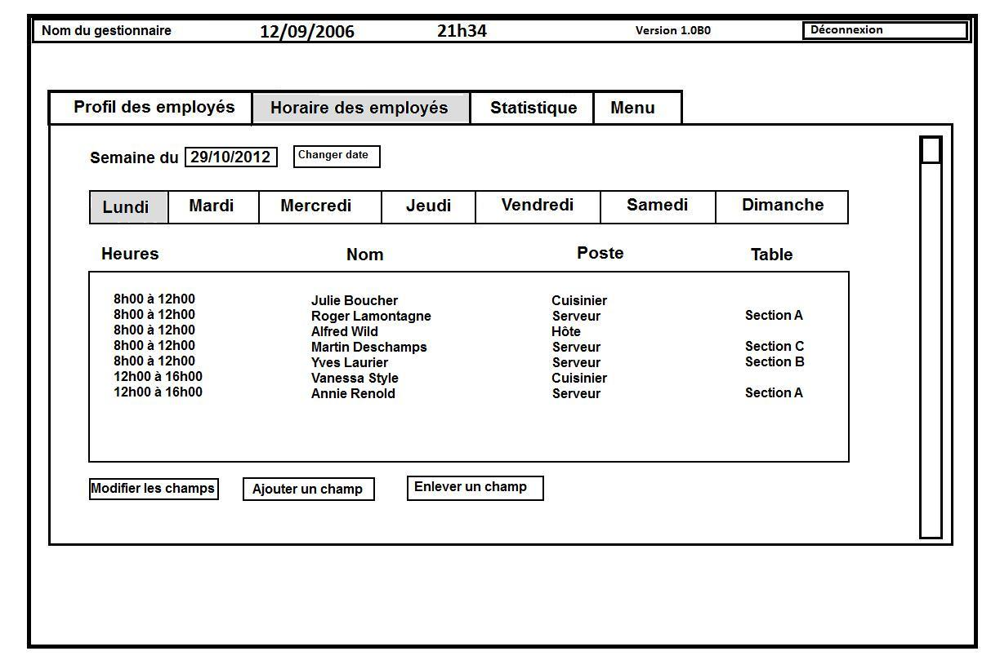 Nom du gestionnaire 12/09/2006 21h34 Version 1.0B0 Déconnexion
Profil des employés Horaire des employés Statistique Menu
Semaine du 29/10/2012 Changer date
Lundi Mardi Mercredi Jeudi Vendredi Samedi Dimanche
Heures Nom Poste Table
8h00 à 12h00 Julie Boucher Cuisinier
8h00 à 12h00 Roger Lamontagne Serveur Section A
8h00 à 12h00 Alfred Wild Hôte
8h00 à 12h00 Martin Deschamps Serveur Section C
8h00 à 12h00 Yves Laurier Serveur Section B
12h00 à 16h00 Vanessa Style Cuisinier
12h00 à 16h00 Annie Renold Serveur Section A
Modifier les champs Ajouter un champ Enlever un champ